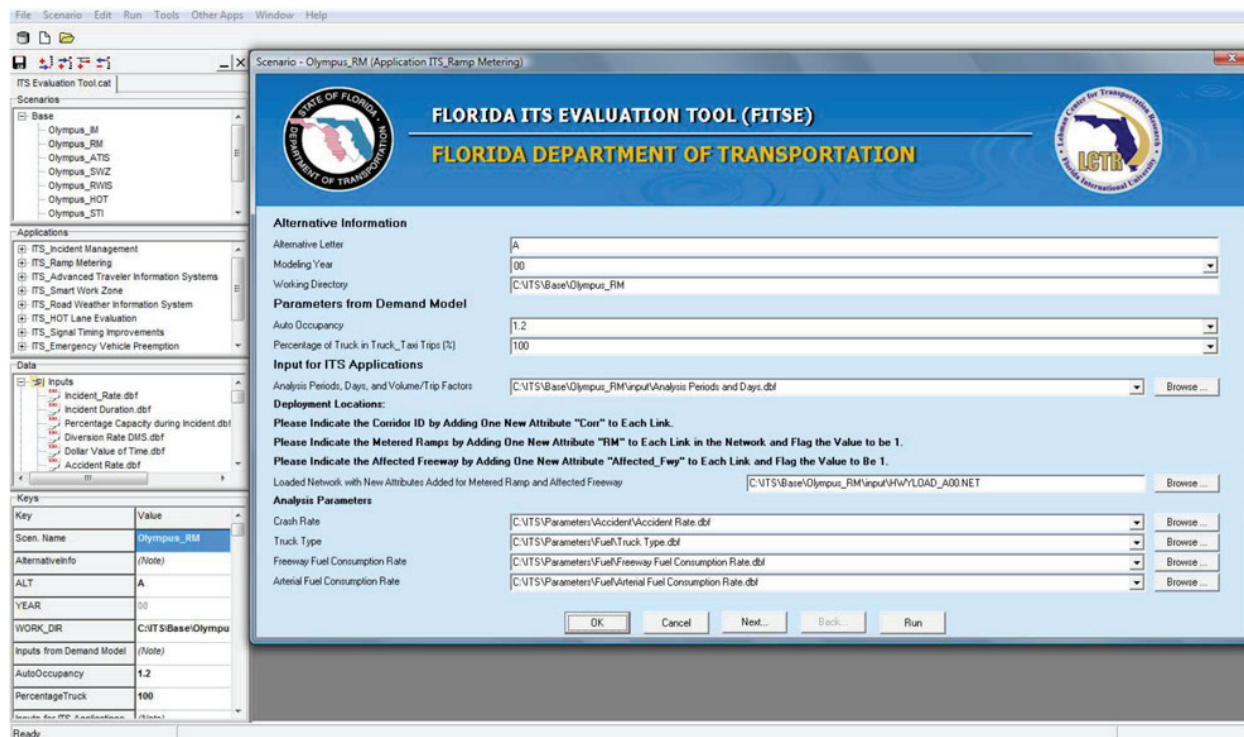 File Scenario Edit Run Tools Other Apps Window Help
ITS Evaluation Tool.cat
Scenarios
Base
Olympus_IM
Olympus_RM
Olympus_ATIS
Olympus_SWZ
Olympus_RWIS
Olympus_HOT
Olympus_STI
Applications
ITS_Incident Management
ITS_Ramp Metering
ITS_Advanced Traveler Information Systems
ITS_Smart Work Zone
ITS_Road Weather Information System
ITS_HOT Lane Evaluation
ITS_Signal Timing Improvements
ITS_Emergency Vehicle Preemption
Data
Inputs
Incident_Rate.dbf
Incident Duration.dbf
Percentage Capacity during Incident.dbf
Diversion Rate DMS.dbf
Dollar Value of Time.dbf
Accident Rate.dbf
Keys
Key Value
Scen. Name Olympus_RM
AlternativeInfo (Note)
ALT A
YEAR 00
WORK_DIR C:\ITS\Base\Olympu
Inputs from Demand Model (Note)
AutoOccupancy 1.2
PercentageTruck 100
Inputs for ITS Applications (Note)
Ready
Scenario - Olympus_RM (Application ITS_Ramp Metering)
STATE OF FLORIDA
DEPARTMENT OF TRANSPORTATION
FLORIDA ITS EVALUATION TOOL (FITSE)
FLORIDA DEPARTMENT OF TRANSPORTATION
Lehman Center for Transportation Research
LCTR
Florida International University
Alternative Information
Alternative Letter A
Modeling Year 00
Working Directory C:\ITS\Base\Olympus_RM
Parameters from Demand Model
Auto Occupancy 1.2
Percentage of Truck in Truck_Taxi Trips (%) 100
Input for ITS Applications
Analysis Periods, Days, and Volume/Trip Factors C:\ITS\Base\Olympus_RM\input\Analysis Periods and Days.dbf Browse ...
Deployment Locations:
Please Indicate the Corridor ID by Adding One New Attribute "Corr" to Each Link.
Please Indicate the Metered Ramps by Adding One New Attribute "RM" to Each Link in the Network and Flag the Value to be 1.
Please Indicate the Affected Freeway by Adding One New Attribute "Affected_Fwy" to Each Link and Flag the Value to Be 1.
Loaded Network with New Attributes Added for Metered Ramp and Affected Freeway C:\ITS\Base\Olympus_RM\input\HWYLOAD_A00.NET Browse ...
Analysis Parameters
Crash Rate C:\ITS\Parameters\Accident\Accident Rate.dbf Browse ...
Truck Type C:\ITS\Parameters\Fuel\Truck Type.dbf Browse ...
Freeway Fuel Consumption Rate C:\ITS\Parameters\Fuel\Freeway Fuel Consumption Rate.dbf Browse ...
Arterial Fuel Consumption Rate C:\ITS\Parameters\Fuel\Arterial Fuel Consumption Rate.dbf Browse ...
OK Cancel Next... Back... Run